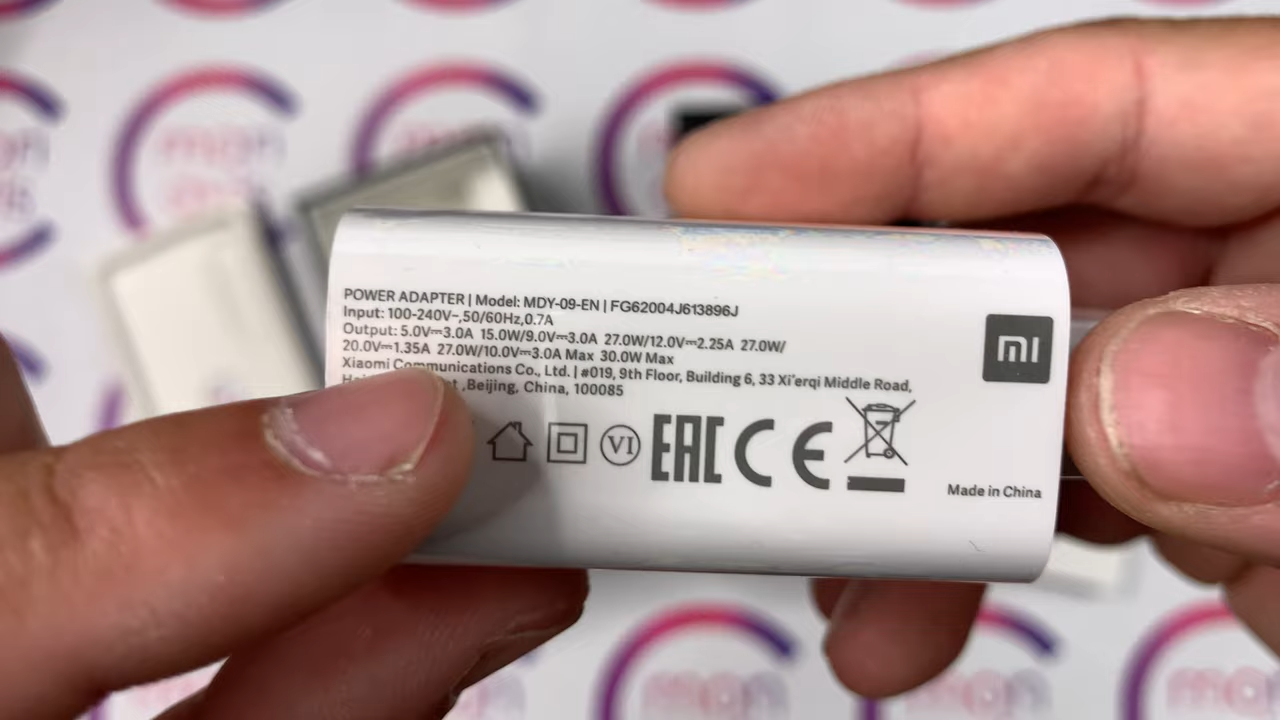 POWER ADAPTER | Model: MDY-09-EN | FG62004J613896J
Input: 100-240V~,50/60Hz,0.7A
Output: 5.0V⎓3.0A 15.0W/9.0V⎓3.0A 27.0W/12.0V⎓2.25A 27.0W/
20.0V⎓1.35A 27.0W/10.0V⎓3.0A Max 30.0W Max
Xiaomi Communications Co., Ltd. | #019, 9th Floor, Building 6, 33 Xi'erqi Middle Road,
,Beijing, China, 100085
mi
VI EAC CE
Made in China